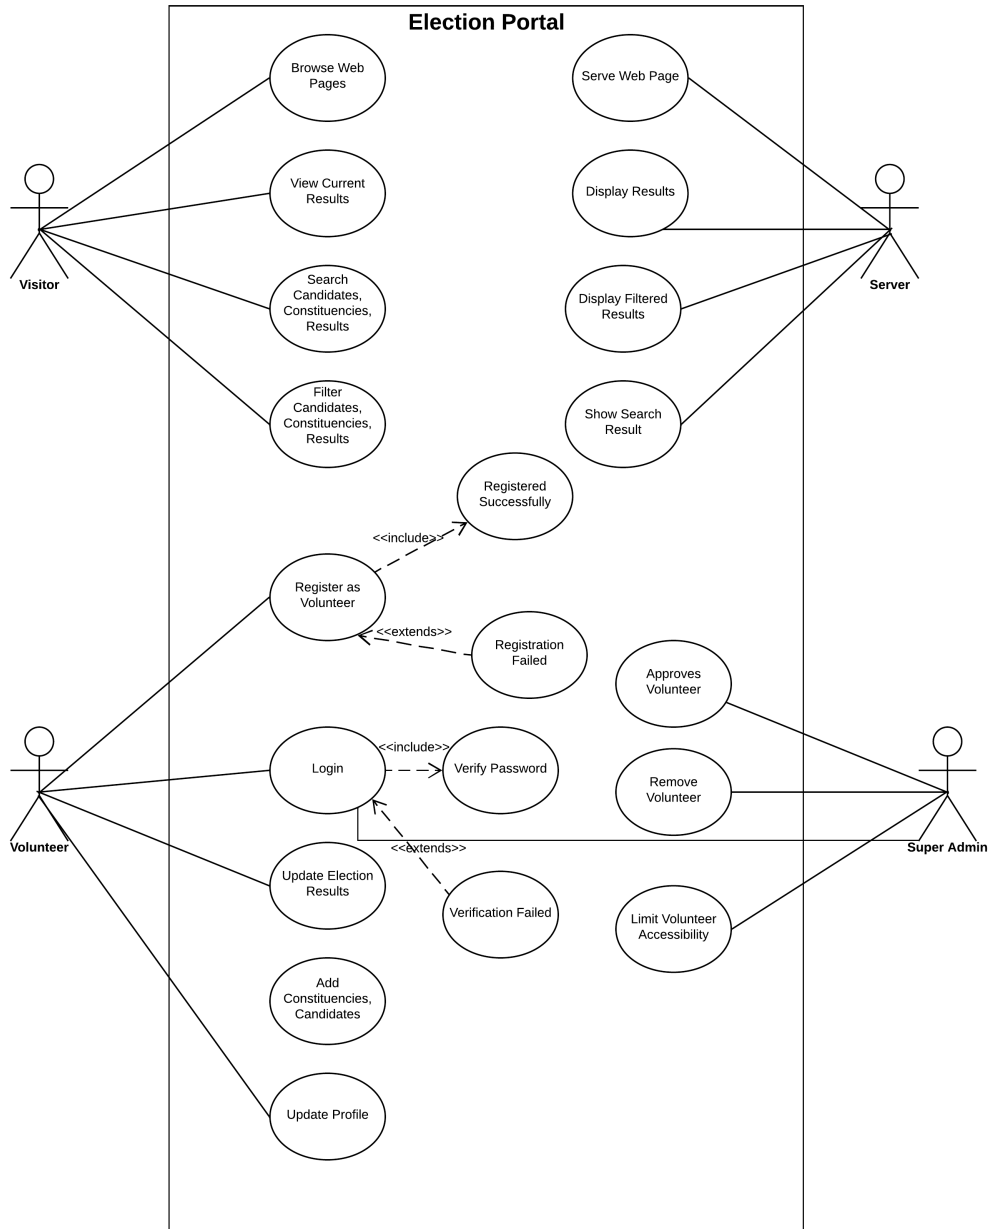 Election Portal
Browse Web
Pages
Serve Web Page
View Current
Results
Display Results
Visitor
Server
Search
Candidates,
Constituencies,
Results
Display Filtered
Results
Filter
Candidates,
Constituencies,
Results
Show Search
Result
Registered
Successfully
<<include>>
Register as
Volunteer
<<extends>>
Registration
Failed
Approves
Volunteer
<<include>>
Login
Verify Password
Remove
Volunteer
Volunteer
<<extends>>
Super Admin
Update Election
Results
Verification Failed
Limit Volunteer
Accessibility
Add
Constituencies,
Candidates
Update Profile